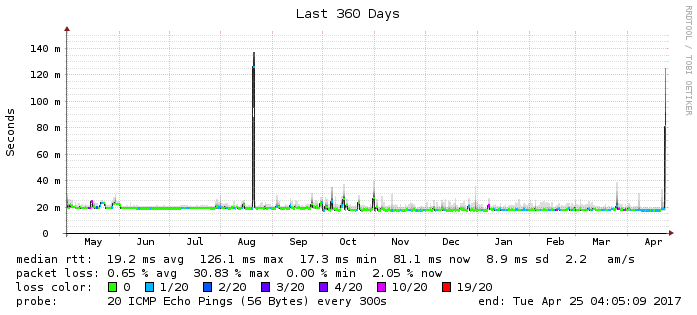 Last 360 Days
RRDTOOL / TOBI OETIKER
Seconds
140 m
120 m
100 m
80 m
60 m
40 m
20 m
0
May Jun Jul Aug Sep Oct Nov Dec Jan Feb Mar Apr
median rtt: 19.2 ms avg 126.1 ms max 17.3 ms min 81.1 ms now 8.9 ms sd 2.2 am/s
packet loss: 0.65 % avg 30.83 % max 0.00 % min 2.05 % now
loss color: 0 1/20 2/20 3/20 4/20 10/20 19/20
probe: 20 ICMP Echo Pings (56 Bytes) every 300s end: Tue Apr 25 04:05:09 2017